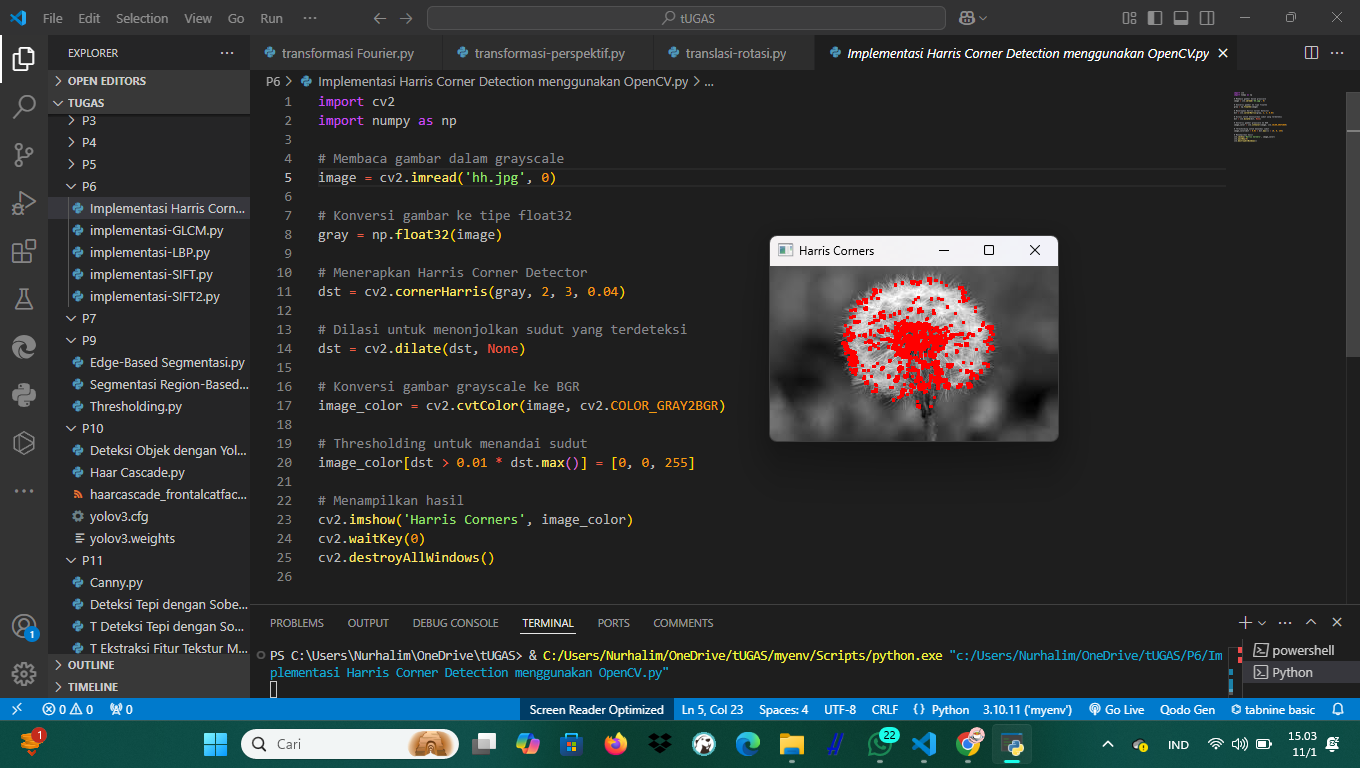 File Edit Selection View Go Run ··· tUGAS
EXPLORER ···
OPEN EDITORS
TUGAS
P3
P4
P5
P6
Implementasi Harris Corn...
implementasi-GLCM.py
implementasi-LBP.py
implementasi-SIFT.py
implementasi-SIFT2.py
P7
P9
Edge-Based Segmentasi.py
Segmentasi Region-Based...
Thresholding.py
P10
Deteksi Objek dengan Yol...
Haar Cascade.py
haarcascade_frontalcatfac...
yolov3.cfg
yolov3.weights
P11
Canny.py
Deteksi Tepi dengan Sobe...
T Deteksi Tepi dengan So...
T Ekstraksi Fitur Tekstur M...
OUTLINE
TIMELINE
1
transformasi Fourier.py transformasi-perspektif.py translasi-rotasi.py Implementasi Harris Corner Detection menggunakan OpenCV.py
P6 > Implementasi Harris Corner Detection menggunakan OpenCV.py > ...
1 import cv2
2 import numpy as np
3
4 # Membaca gambar dalam grayscale
5 image = cv2.imread('hh.jpg', 0)
6
7 # Konversi gambar ke tipe float32
8 gray = np.float32(image)
9
10 # Menerapkan Harris Corner Detector
11 dst = cv2.cornerHarris(gray, 2, 3, 0.04)
12
13 # Dilasi untuk menonjolkan sudut yang terdeteksi
14 dst = cv2.dilate(dst, None)
15
16 # Konversi gambar grayscale ke BGR
17 image_color = cv2.cvtColor(image, cv2.COLOR_GRAY2BGR)
18
19 # Thresholding untuk menandai sudut
20 image_color[dst > 0.01 * dst.max()] = [0, 0, 255]
21
22 # Menampilkan hasil
23 cv2.imshow('Harris Corners', image_color)
24 cv2.waitKey(0)
25 cv2.destroyAllWindows()
26
Harris Corners
PROBLEMS OUTPUT DEBUG CONSOLE TERMINAL PORTS COMMENTS
PS C:\Users\Nurhalim\OneDrive\tUGAS> & C:/Users/Nurhalim/OneDrive/tUGAS/myenv/Scripts/python.exe "c:/Users/Nurhalim/OneDrive/tUGAS/P6/Im
plementasi Harris Corner Detection menggunakan OpenCV.py"
powershell
Python
0 0 0 Screen Reader Optimized Ln 5, Col 23 Spaces: 4 UTF-8 CRLF {} Python 3.10.11 ('myenv') Go Live Qodo Gen tabnine basic
1 Cari 22 IND 15.03
11/1